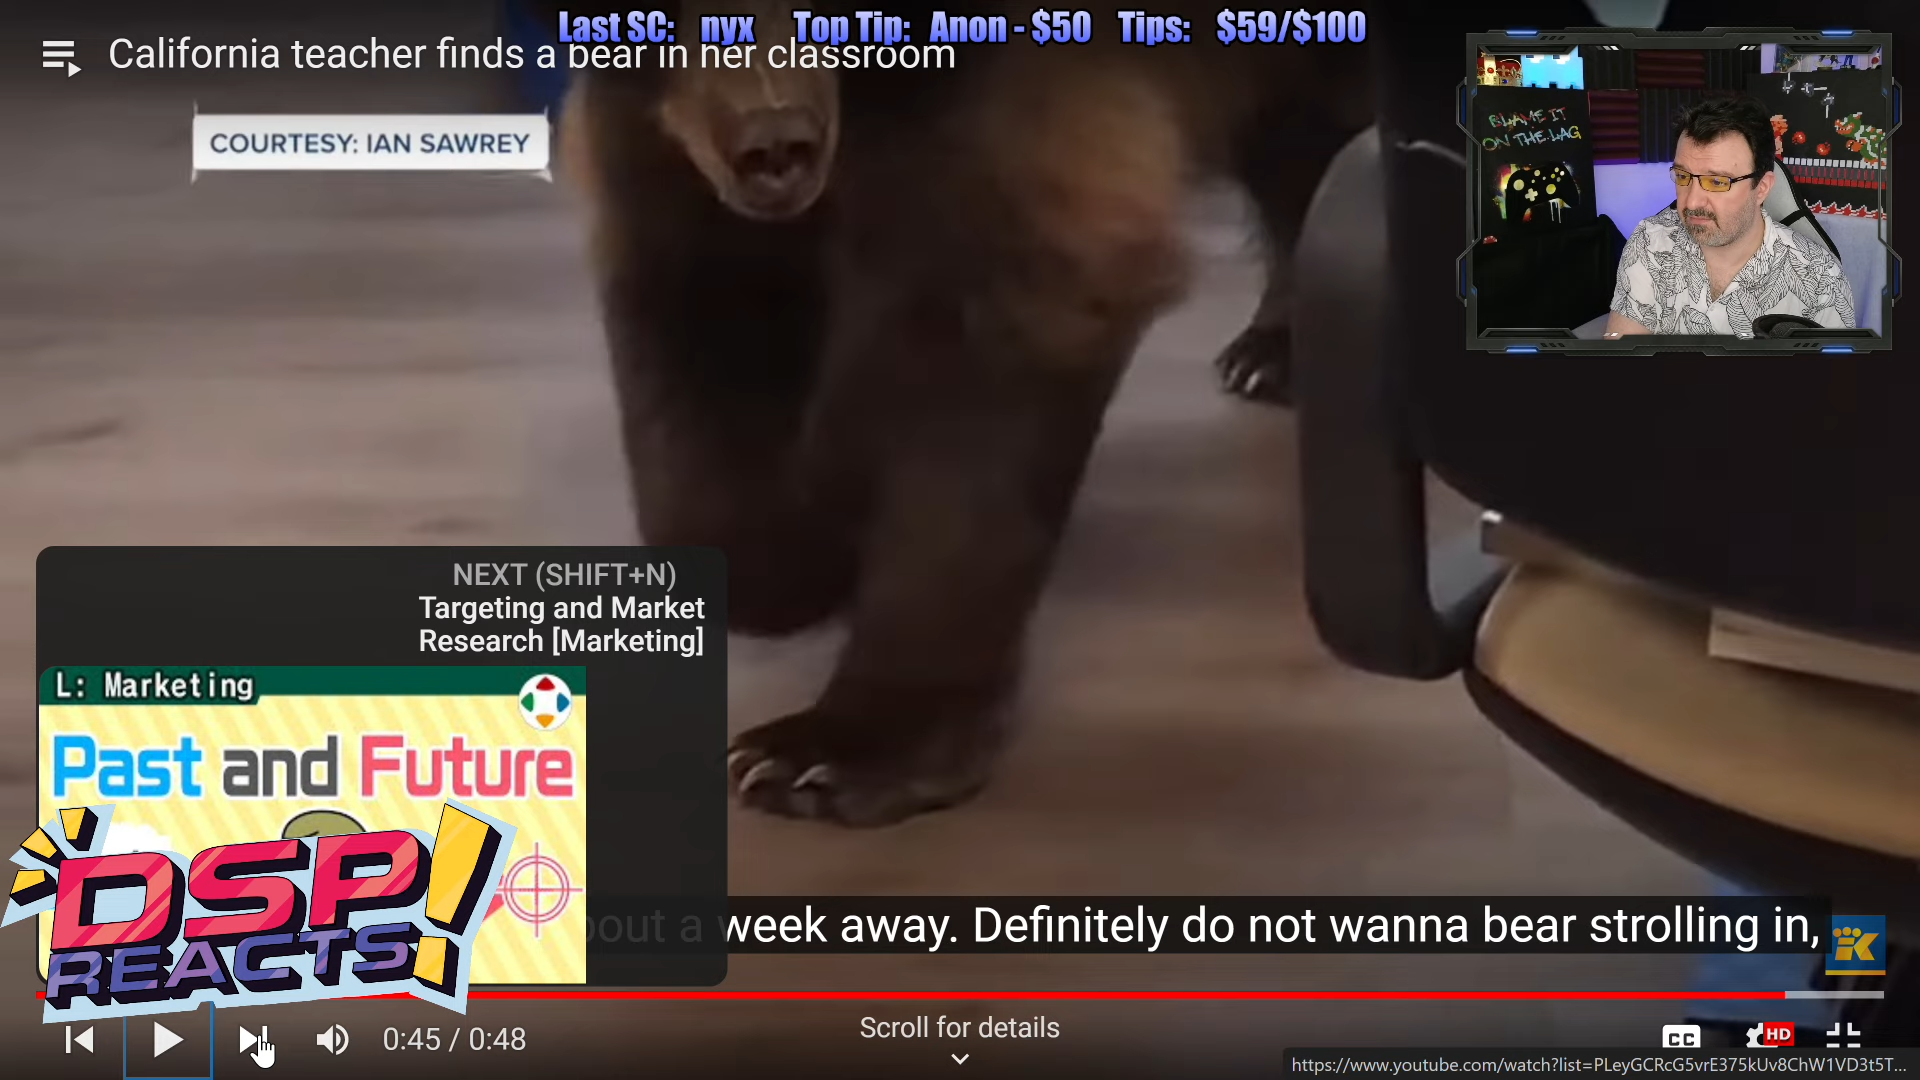 Last SC: nyx Top Tip: Anon - $50 Tips: $59/$100
California teacher finds a bear in her classroom
COURTESY: IAN SAWREY
BLAME IT
ON THE LAG
NEXT (SHIFT+N)
Targeting and Market
Research [Marketing]
L: Marketing
Past and Future
DSP
REACTS!
bout a week away. Definitely do not wanna bear strolling in,
K
0:45 / 0:48
Scroll for details
CC
HD
https://www.youtube.com/watch?list=PLeyGCRcG5vrE375kUv8ChW1VD3t5T...